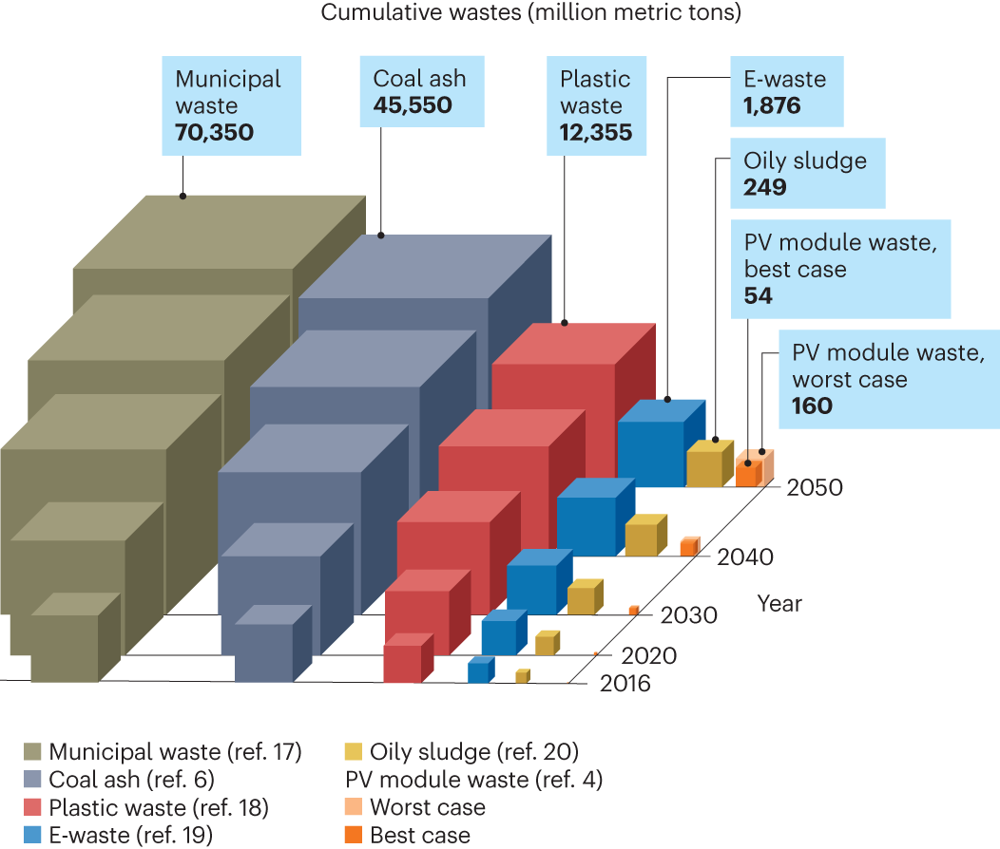 Cumulative wastes (million metric tons)
Municipal
waste
70,350
Coal ash
45,550
Plastic
waste
12,355
E-waste
1,876
Oily sludge
249
PV module waste,
best case
54
PV module waste,
worst case
160
2050
2040
Year
2030
2020
2016
Municipal waste (ref. 17)
Coal ash (ref. 6)
Plastic waste (ref. 18)
E-waste (ref. 19)
Oily sludge (ref. 20)
PV module waste (ref. 4)
Worst case
Best case